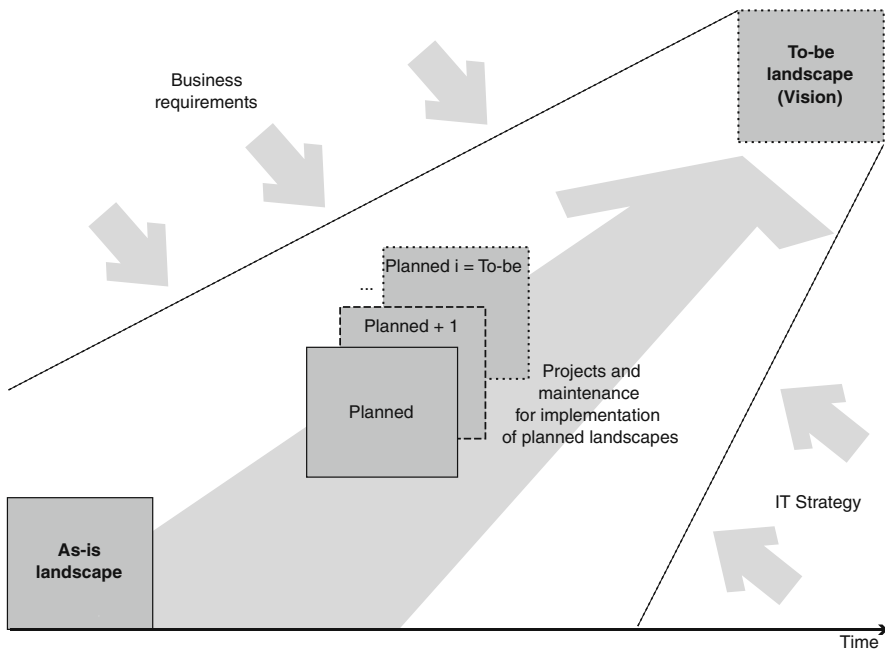 Business
requirements
To-be
landscape
(Vision)
Planned i = To-be
...
Planned + 1
Planned
Projects and
maintenance
for implementation
of planned landscapes
IT Strategy
As-is
landscape
Time